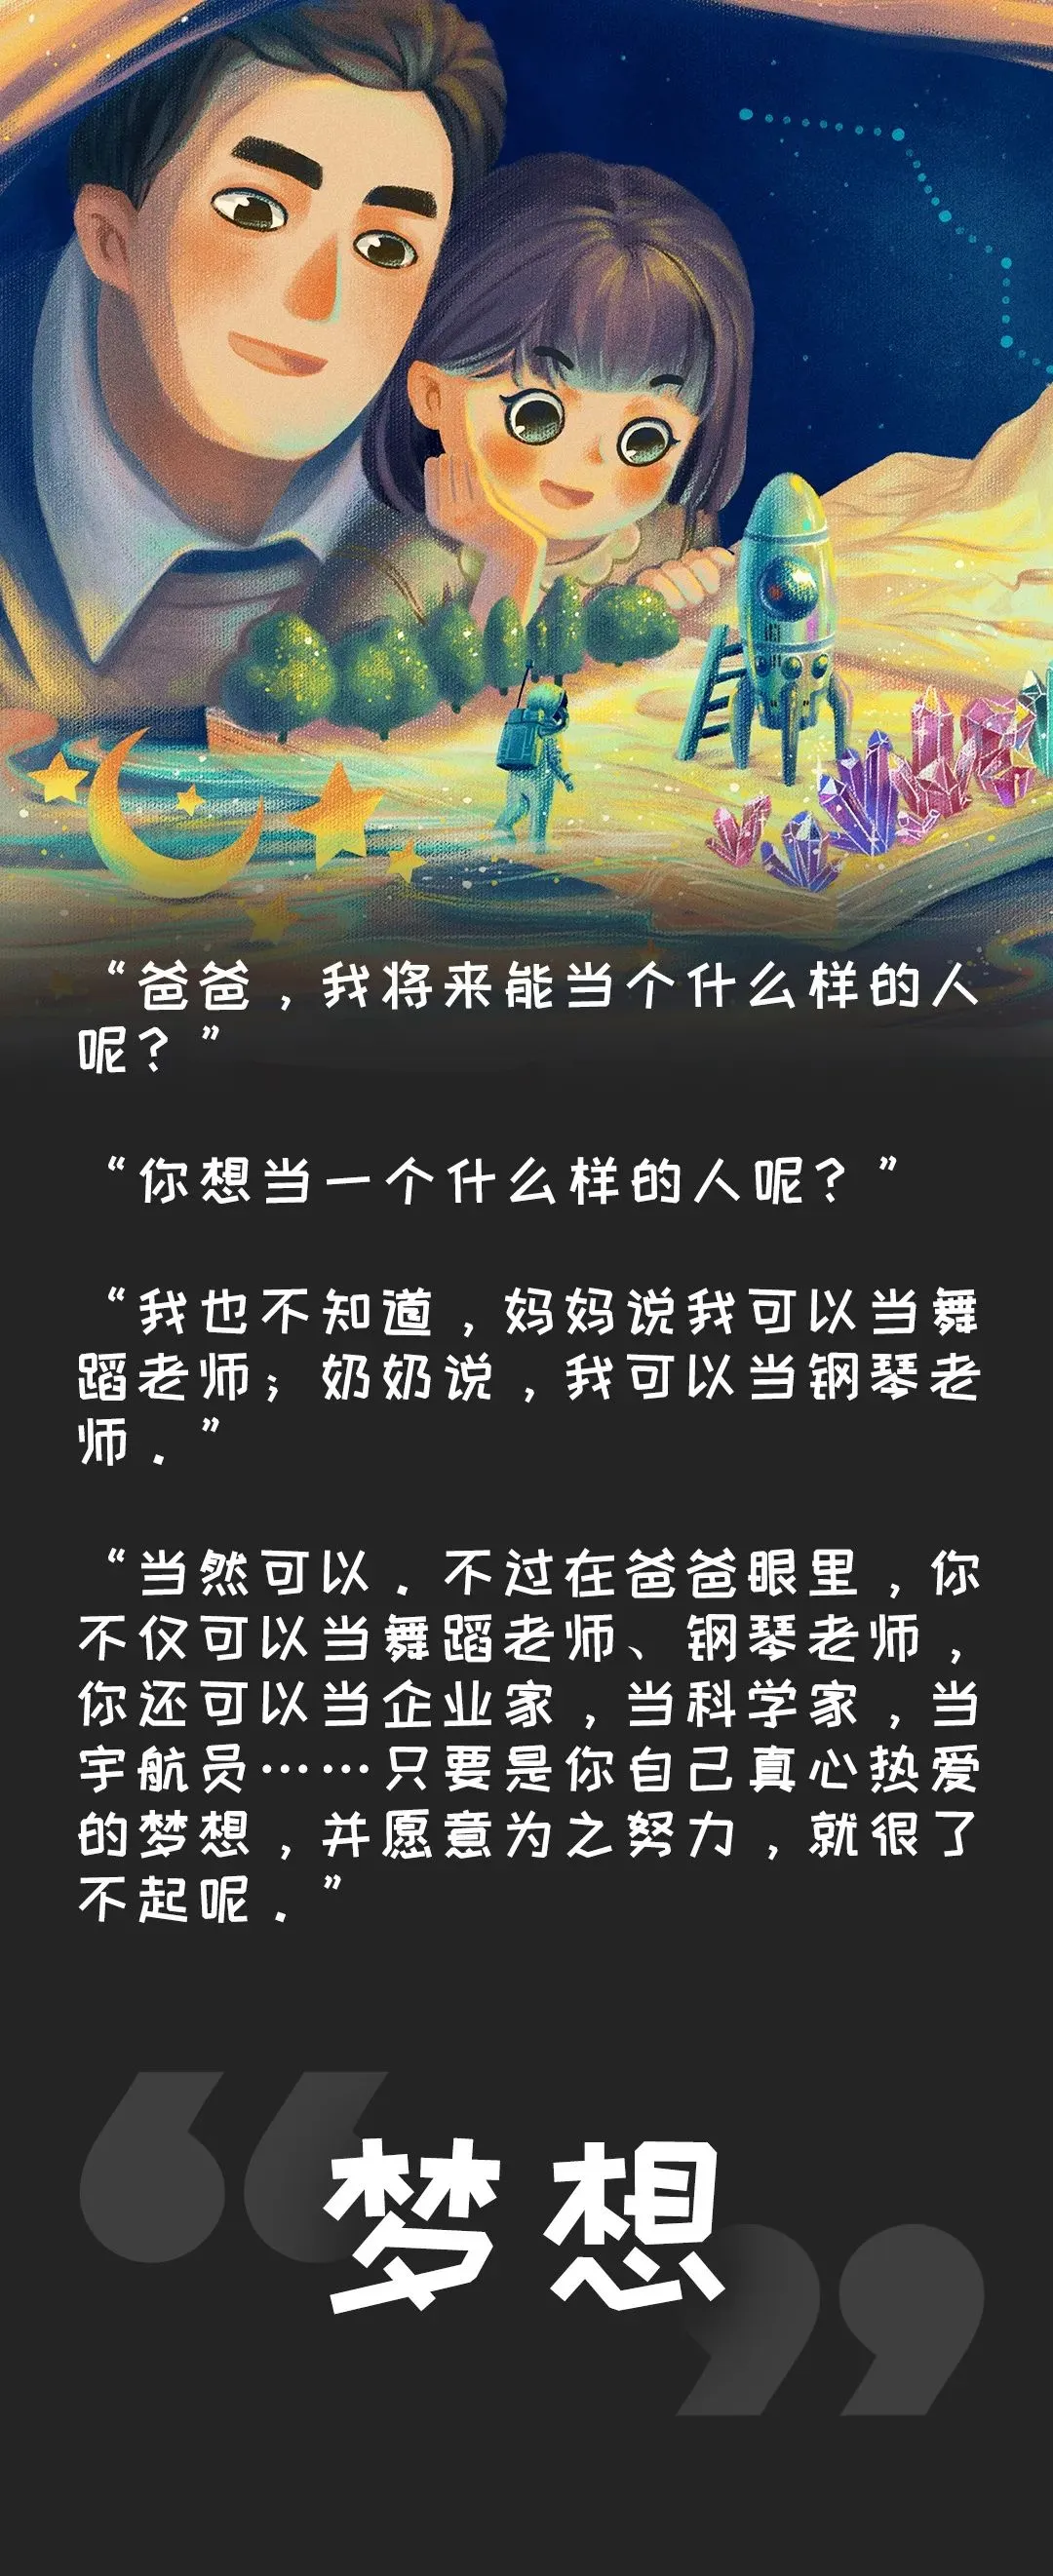 “爸爸，我将来能当个什么样的人
呢？”
“你想当一个什么样的人呢？”
“我也不知道，妈妈说我可以当舞
蹈老师；奶奶说，我可以当钢琴老
师．”
“当然可以．不过在爸爸眼里，你
不仅可以当舞蹈老师、钢琴老师，
你还可以当企业家，当科学家，当
宇航员……只要是你自己真心热爱
的梦想，并愿意为之努力，就很了
不起呢．”
“梦想”